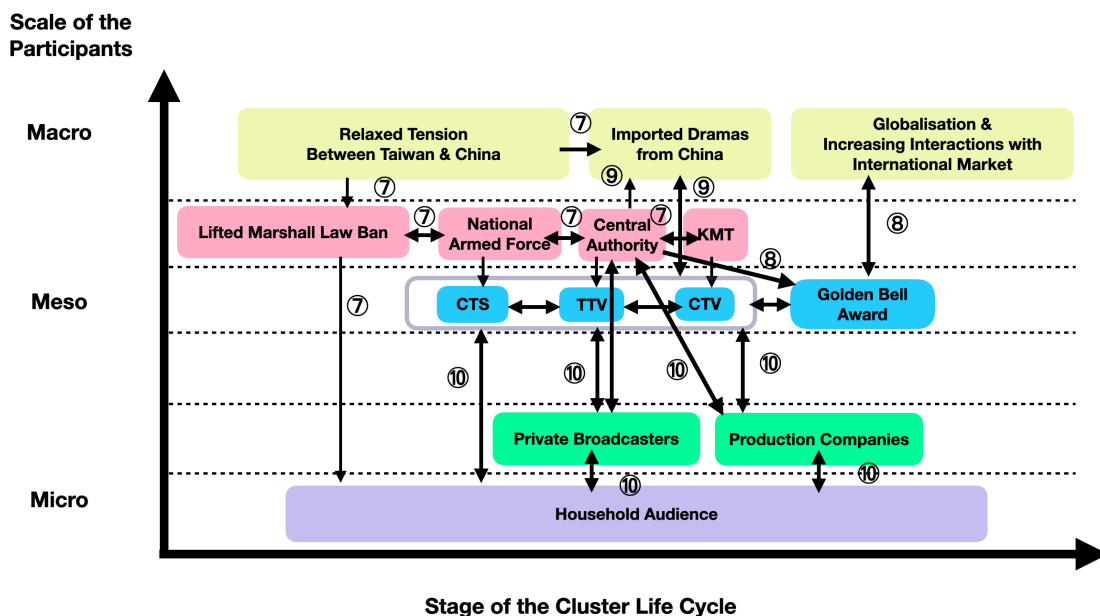 Scale of the
Participants
Macro
Relaxed Tension
Between Taiwan & China
⑦
Imported Dramas
from China
Globalisation &
Increasing Interactions with
International Market
⑦
⑨
⑨
⑧
Lifted Marshall Law Ban
⑦
National
Armed Force
⑦
Central
Authority
⑦
KMT
⑧
Meso
⑦
CTS
TTV
CTV
Golden Bell
Award
⑩
⑩
⑩
⑩
Private Broadcasters
Production Companies
⑩
⑩
Micro
Household Audience
Stage of the Cluster Life Cycle